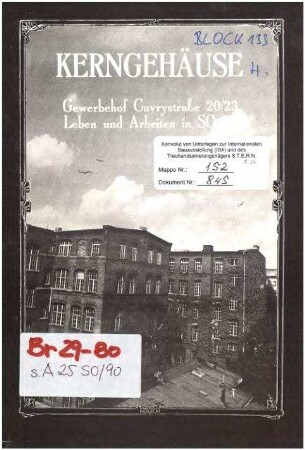 BLOCK 133
KERNGEHÄUSE
H.
Gewerbehof Cuvrystraße 20/23
Leben und Arbeiten in SO
Konvolut von Unterlagen zur Internationalen
Bauausstellung (IBA) und des
Treuhandsanierungsträgers S.T.E.R.N.
Mappe Nr.: 152
Dokument Nr.: 845
Br 29-80
s. A 25 SO/90